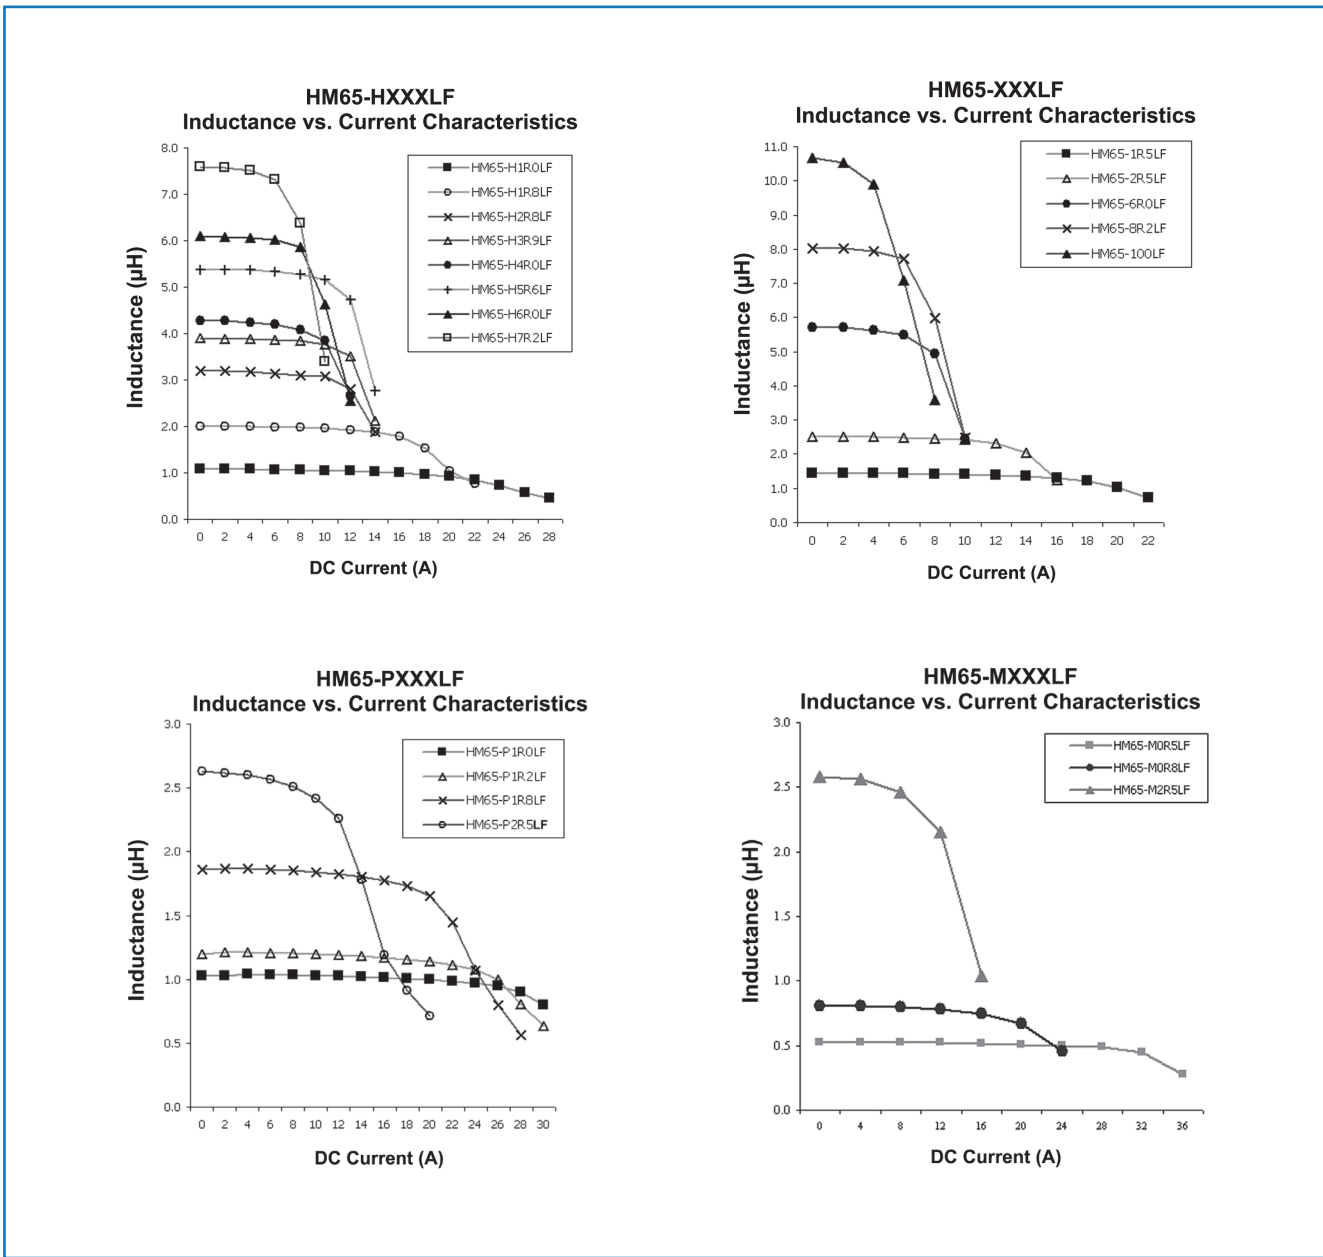 HM65-HXXXLF
Inductance vs. Current Characteristics
Inductance (µH)
8.0
7.0
6.0
5.0
4.0
3.0
2.0
1.0
0.0
HM65-H1R0LF
HM65-H1R8LF
HM65-H2R8LF
HM65-H3R9LF
HM65-H4R0LF
HM65-H5R6LF
HM65-H6R0LF
HM65-H7R2LF
0 2 4 6 8 10 12 14 16 18 20 22 24 26 28
DC Current (A)
HM65-XXXLF
Inductance vs. Current Characteristics
Inductance (µH)
11.0
10.0
9.0
8.0
7.0
6.0
5.0
4.0
3.0
2.0
1.0
0.0
HM65-1R5LF
HM65-2R5LF
HM65-6R0LF
HM65-8R2LF
HM65-100LF
0 2 4 6 8 10 12 14 16 18 20 22
DC Current (A)
HM65-PXXXLF
Inductance vs. Current Characteristics
Inductance (µH)
3.0
2.5
2.0
1.5
1.0
0.5
0.0
HM65-P1R0LF
HM65-P1R2LF
HM65-P1R8LF
HM65-P2R5LF
0 2 4 6 8 10 12 14 16 18 20 22 24 26 28 30
DC Current (A)
HM65-MXXXLF
Inductance vs. Current Characteristics
Inductance (µH)
3.0
2.5
2.0
1.5
1.0
0.5
0.0
HM65-M0R5LF
HM65-M0R8LF
HM65-M2R5LF
0 4 8 12 16 20 24 28 32 36
DC Current (A)